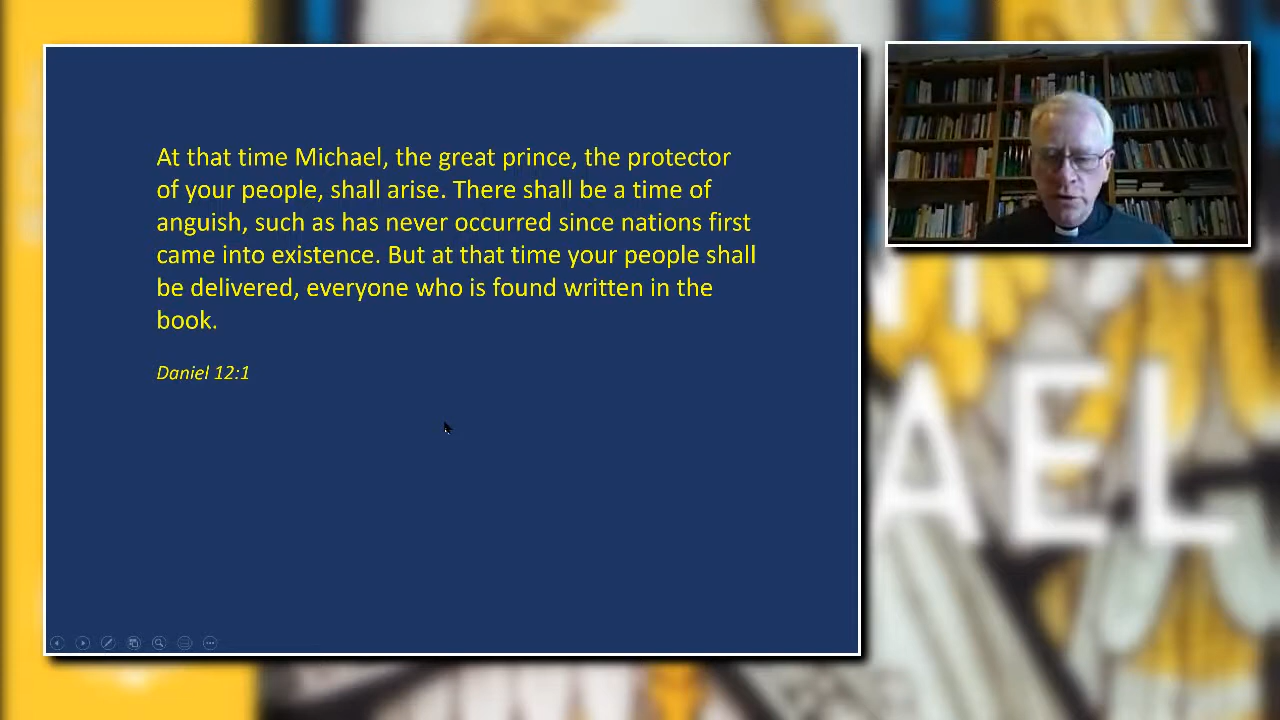 At that time Michael, the great prince, the protector
of your people, shall arise. There shall be a time of
anguish, such as has never occurred since nations first
came into existence. But at that time your people shall
be delivered, everyone who is found written in the
book.
Daniel 12:1
AEL